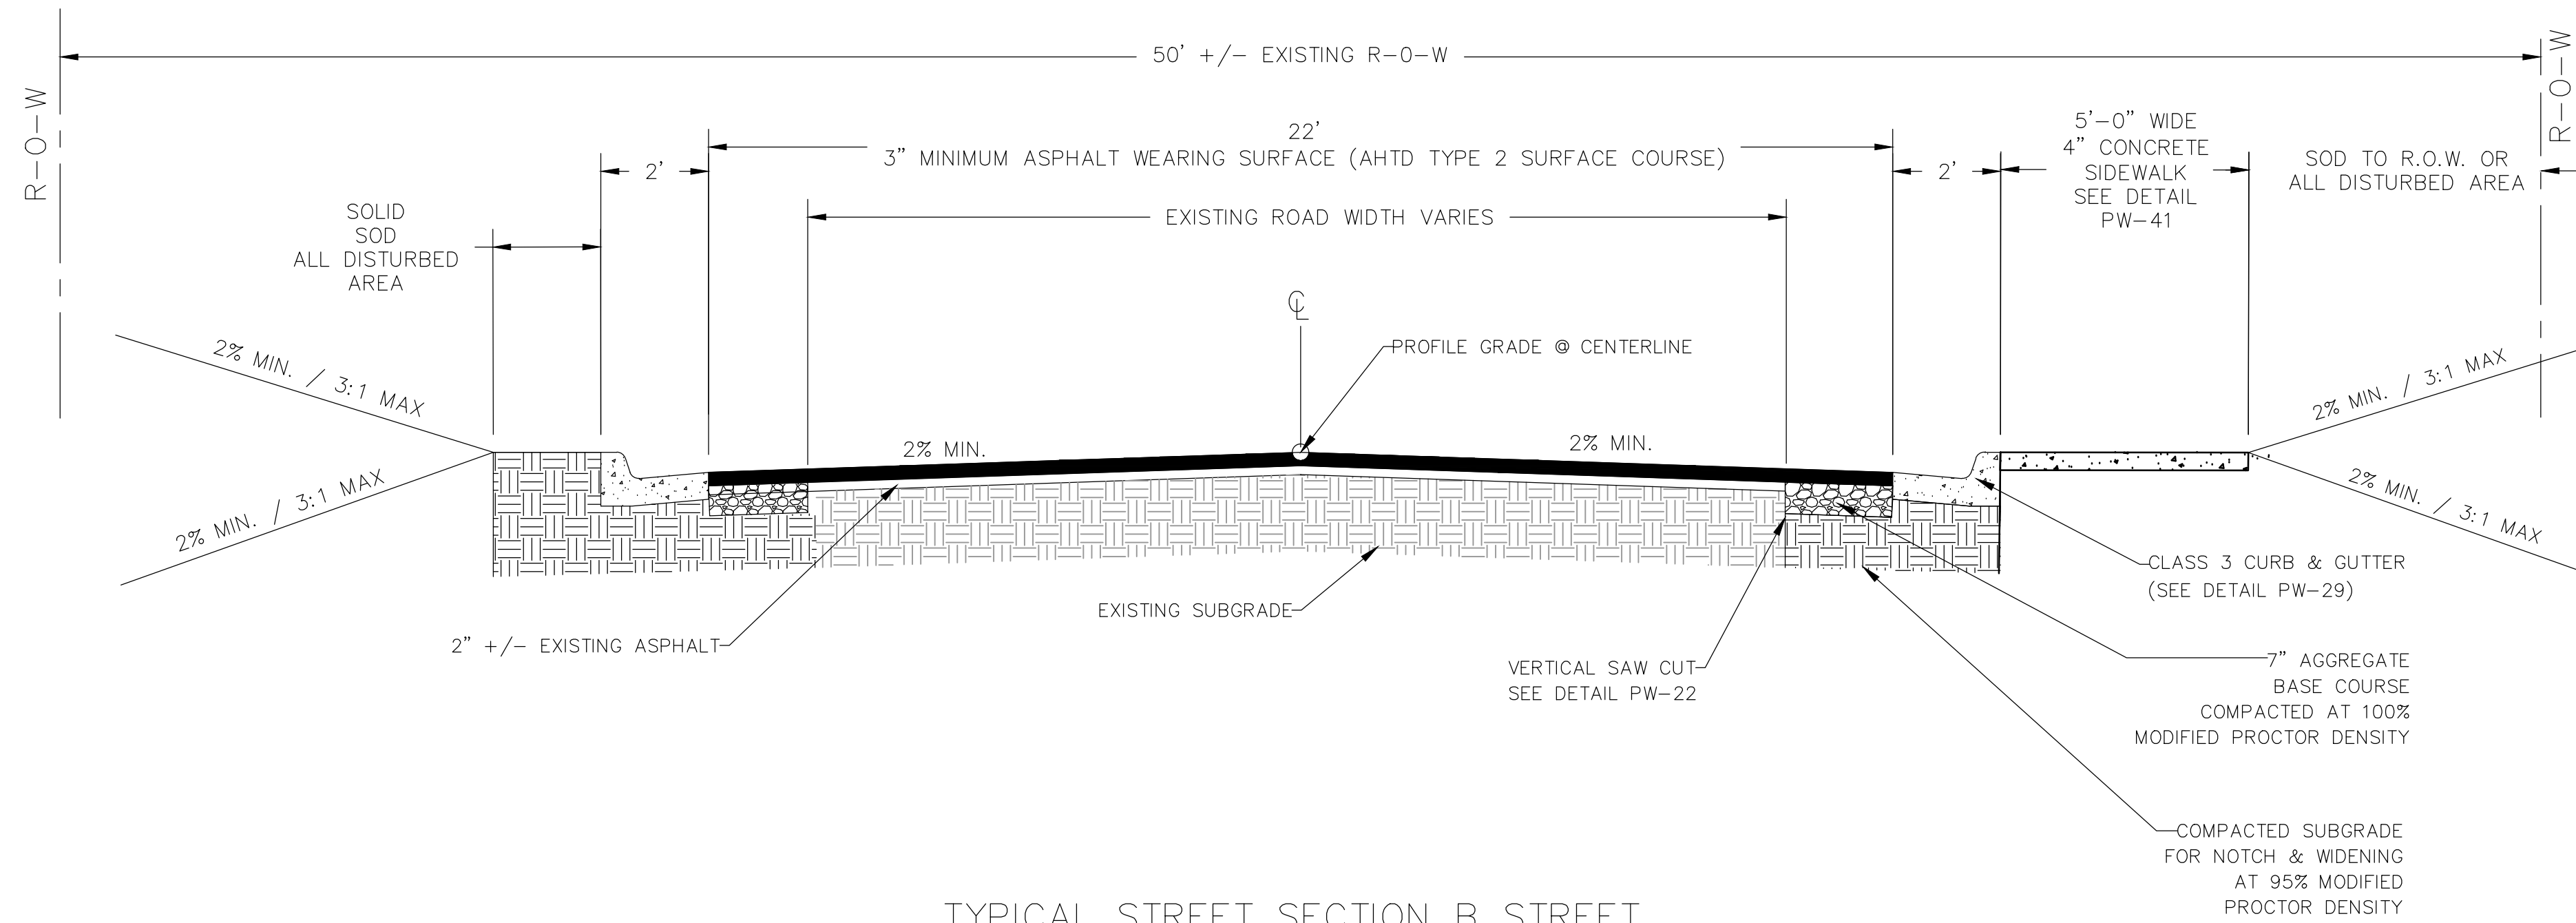 50' +/- EXISTING R-O-W
R-O-W
R-O-W
22'
3" MINIMUM ASPHALT WEARING SURFACE (AHTD TYPE 2 SURFACE COURSE)
2'
2'
5'-0" WIDE
4" CONCRETE
SIDEWALK
SEE DETAIL
PW-41
SOD TO R.O.W. OR
ALL DISTURBED AREA
EXISTING ROAD WIDTH VARIES
SOLID
SOD
ALL DISTURBED
AREA
℄
PROFILE GRADE @ CENTERLINE
2% MIN. / 3:1 MAX
2% MIN. / 3:1 MAX
2% MIN.
2% MIN.
2% MIN. / 3:1 MAX
2% MIN. / 3:1 MAX
CLASS 3 CURB & GUTTER
(SEE DETAIL PW-29)
EXISTING SUBGRADE
2" +/- EXISTING ASPHALT
VERTICAL SAW CUT
SEE DETAIL PW-22
7" AGGREGATE
BASE COURSE
COMPACTED AT 100%
MODIFIED PROCTOR DENSITY
COMPACTED SUBGRADE
FOR NOTCH & WIDENING
AT 95% MODIFIED
PROCTOR DENSITY
TYPICAL STREET SECTION B STREET